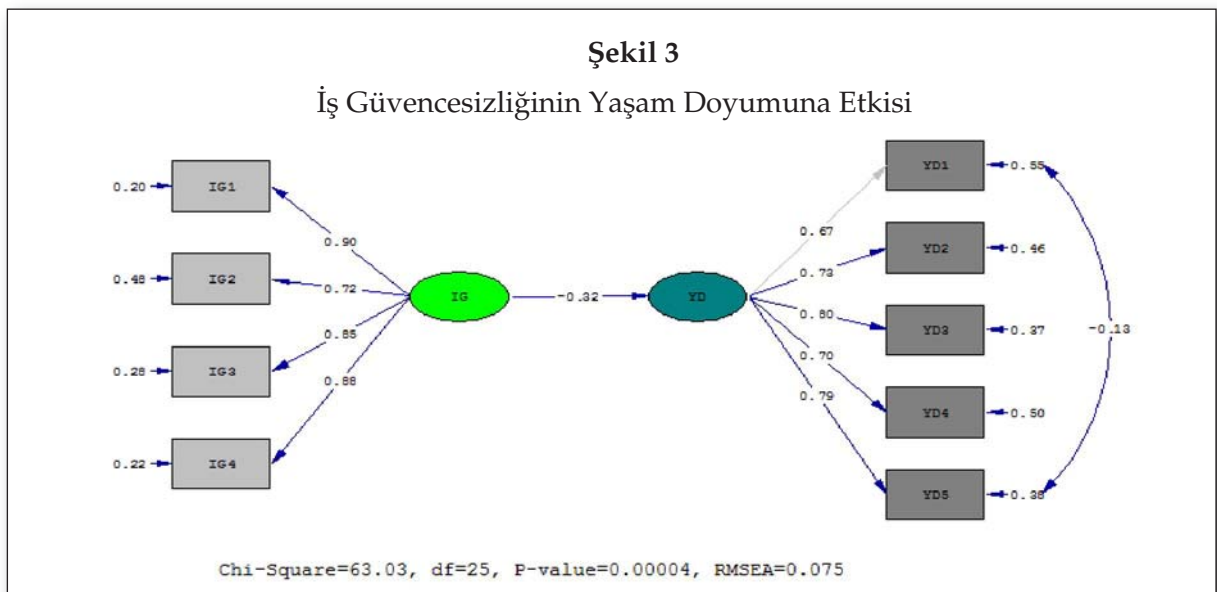 Şekil 3
İş Güvencesizliğinin Yaşam Doyumuna Etkisi
0.20
IG1
0.48
IG2
0.28
IG3
0.22
IG4
0.90
0.72
0.85
0.88
IG
-0.32
YD
0.67
0.73
0.80
0.70
0.79
YD1
0.55
YD2
0.46
YD3
0.37
YD4
0.50
YD5
0.38
-0.13
Chi-Square=63.03, df=25, P-value=0.00004, RMSEA=0.075